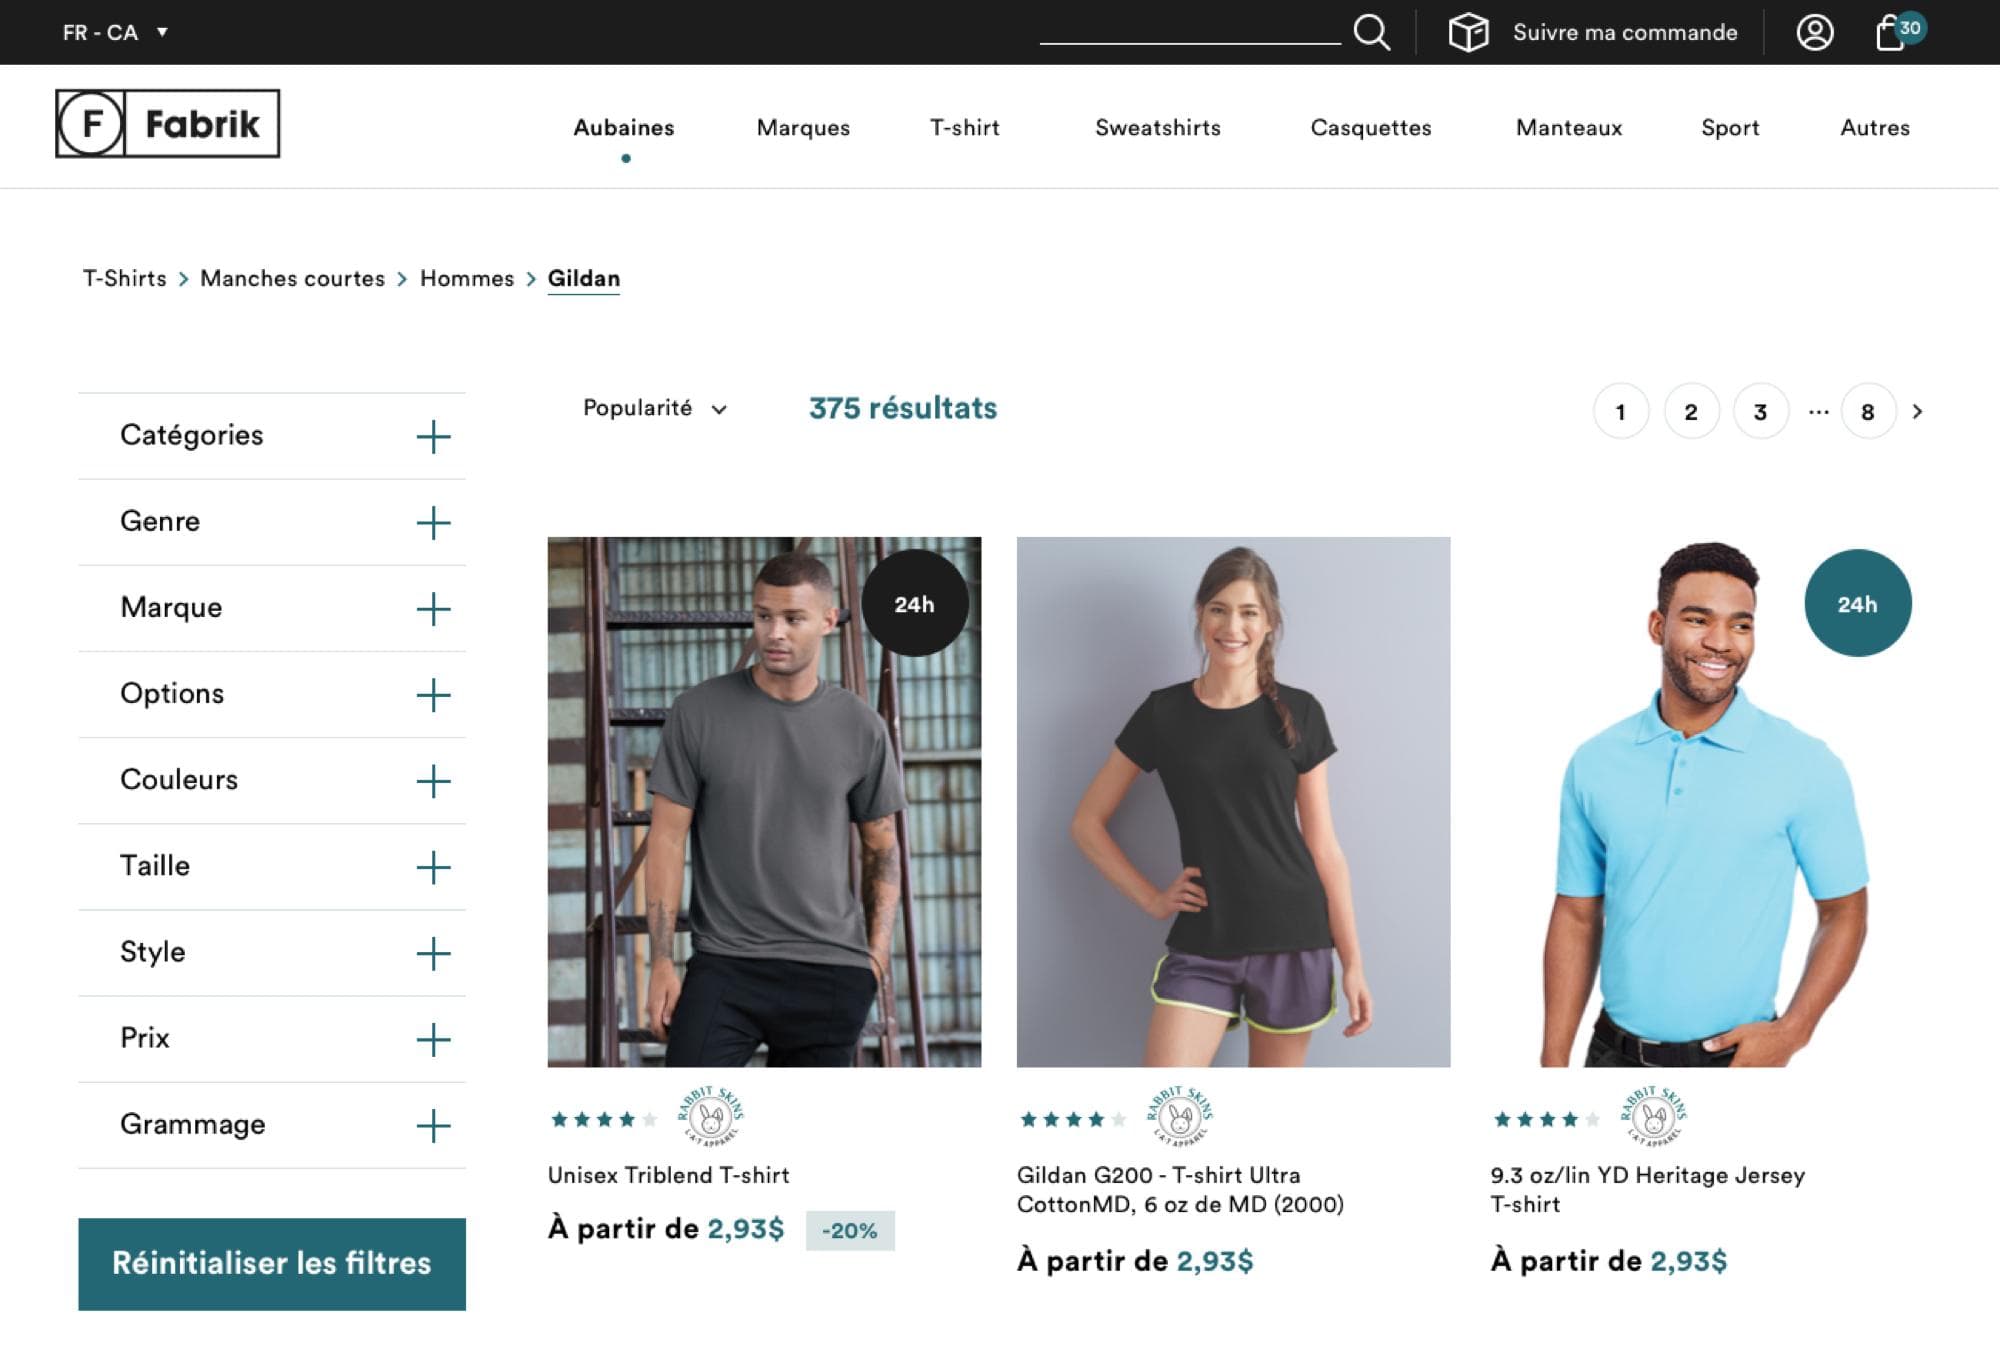 FR - CA
Suivre ma commande
30
F Fabrik
Aubaines
Marques
T-shirt
Sweatshirts
Casquettes
Manteaux
Sport
Autres
T-Shirts > Manches courtes > Hommes > Gildan
Catégories
Genre
Marque
Options
Couleurs
Taille
Style
Prix
Grammage
Réinitialiser les filtres
Popularité
375 résultats
1 2 3 ... 8 >
24h
RABBIT SKINS
L·A·T APPAREL
Unisex Triblend T-shirt
À partir de 2,93$ -20%
RABBIT SKINS
L·A·T APPAREL
Gildan G200 - T-shirt Ultra
CottonMD, 6 oz de MD (2000)
À partir de 2,93$
24h
RABBIT SKINS
L·A·T APPAREL
9.3 oz/lin YD Heritage Jersey
T-shirt
À partir de 2,93$